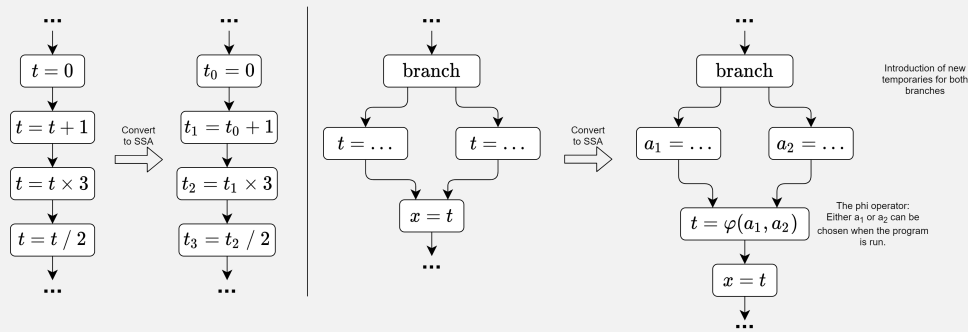 ...
t = 0
t = t + 1
t = t × 3
t = t / 2
...
Convert
to SSA
...
t₀ = 0
t₁ = t₀ + 1
t₂ = t₁ × 3
t₃ = t₂ / 2
...
...
branch
t = ...
t = ...
x = t
...
Convert
to SSA
...
branch
a₁ = ...
a₂ = ...
t = φ(a₁, a₂)
x = t
...
Introduction of new
temporaries for both
branches
The phi operator:
Either a₁ or a₂ can be
chosen when the program
is run.